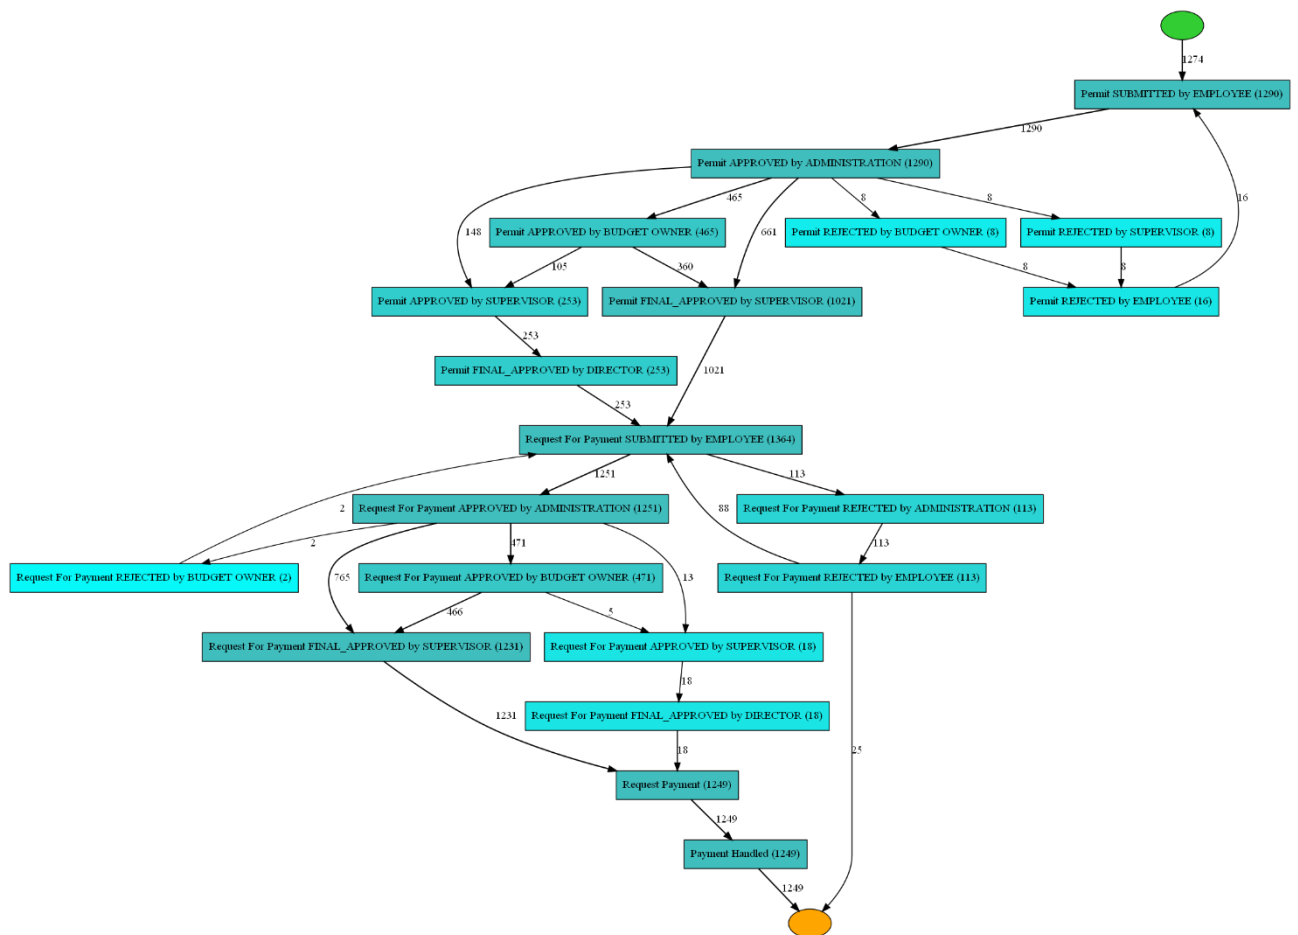 1274
Permit SUBMITTED by EMPLOYEE (1290)
1290
Permit APPROVED by ADMINISTRATION (1290)
465
8
8
16
148
661
Permit APPROVED by BUDGET OWNER (465)
Permit REJECTED by BUDGET OWNER (8)
Permit REJECTED by SUPERVISOR (8)
105
360
8
8
Permit APPROVED by SUPERVISOR (253)
Permit FINAL_APPROVED by SUPERVISOR (1021)
Permit REJECTED by EMPLOYEE (16)
253
Permit FINAL_APPROVED by DIRECTOR (253)
1021
253
Request For Payment SUBMITTED by EMPLOYEE (1364)
1251
113
2
Request For Payment APPROVED by ADMINISTRATION (1251)
88
Request For Payment REJECTED by ADMINISTRATION (113)
2
471
113
Request For Payment REJECTED by BUDGET OWNER (2)
765
Request For Payment APPROVED by BUDGET OWNER (471)
13
Request For Payment REJECTED by EMPLOYEE (113)
466
5
Request For Payment FINAL_APPROVED by SUPERVISOR (1231)
Request For Payment APPROVED by SUPERVISOR (18)
18
1231
Request For Payment FINAL_APPROVED by DIRECTOR (18)
18
25
Request Payment (1249)
1249
Payment Handled (1249)
1249